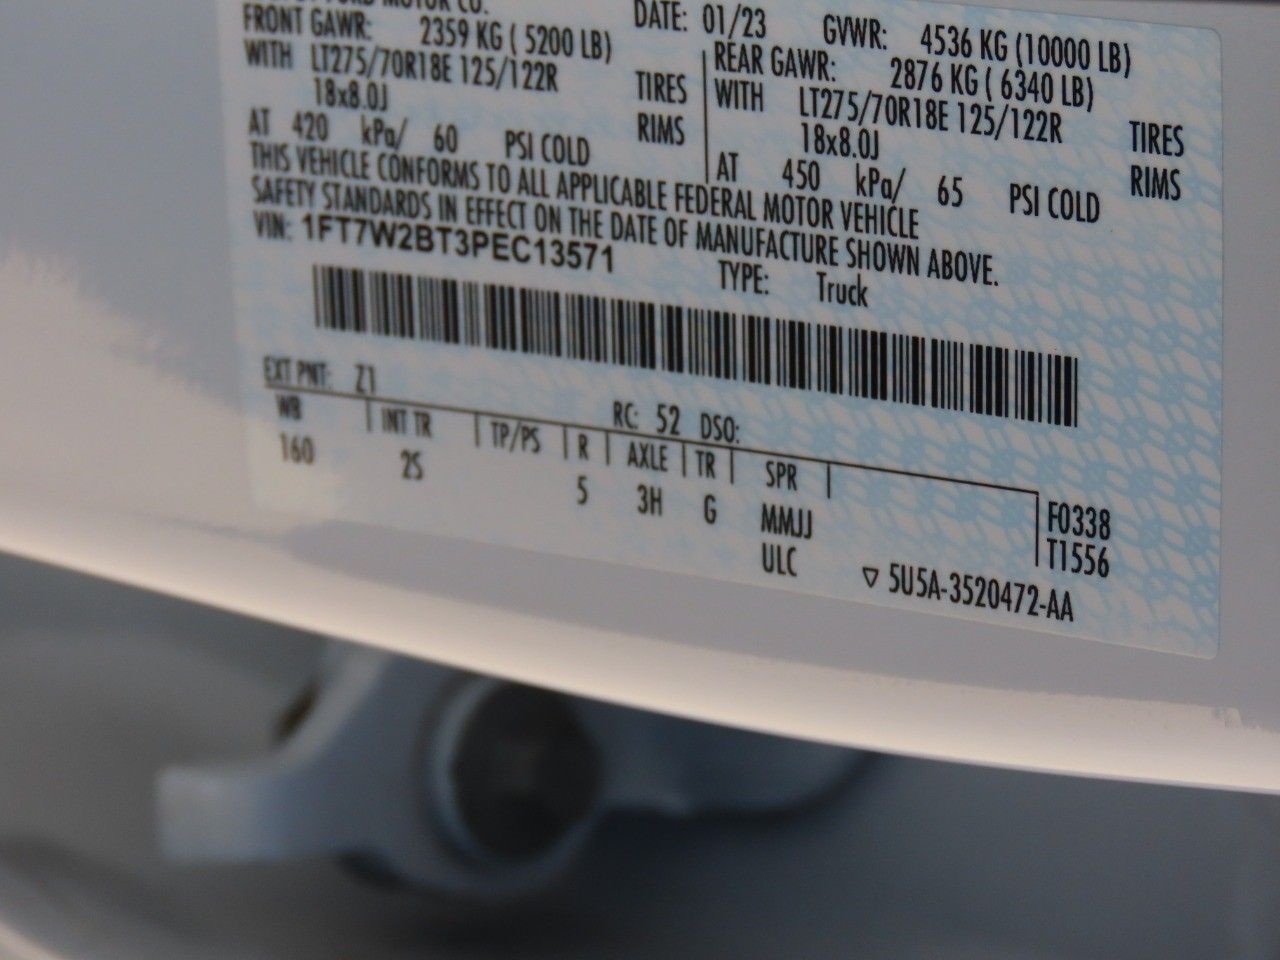 FORD MOTOR CO.
DATE: 01/23 GVWR: 4536 KG (10000 LB)
FRONT GAWR: 2359 KG ( 5200 LB)
REAR GAWR: 2876 KG ( 6340 LB)
WITH LT275/70R18E 125/122R TIRES
WITH LT275/70R18E 125/122R TIRES
18x8.0J RIMS
18x8.0J RIMS
AT 420 kPa/ 60 PSI COLD
AT 450 kPa/ 65 PSI COLD
THIS VEHICLE CONFORMS TO ALL APPLICABLE FEDERAL MOTOR VEHICLE
SAFETY STANDARDS IN EFFECT ON THE DATE OF MANUFACTURE SHOWN ABOVE.
VIN: 1FT7W2BT3PEC13571
TYPE: Truck
EXT PNT: Z1
RC: 52 DSO:
WB INT TR TP/PS R AXLE TR SPR
160 2S 5 3H G MMJJ
ULC
F0338
T1556
▽ 5U5A-3520472-AA